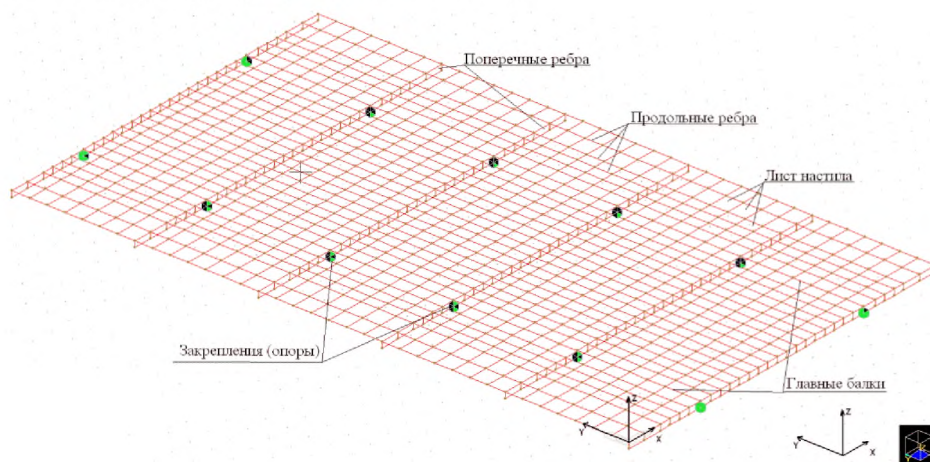 Поперечные ребра
Продольные ребра
Лист настила
Закрепления (опоры)
Главные балки
Z
Y
X
Z
Y
X